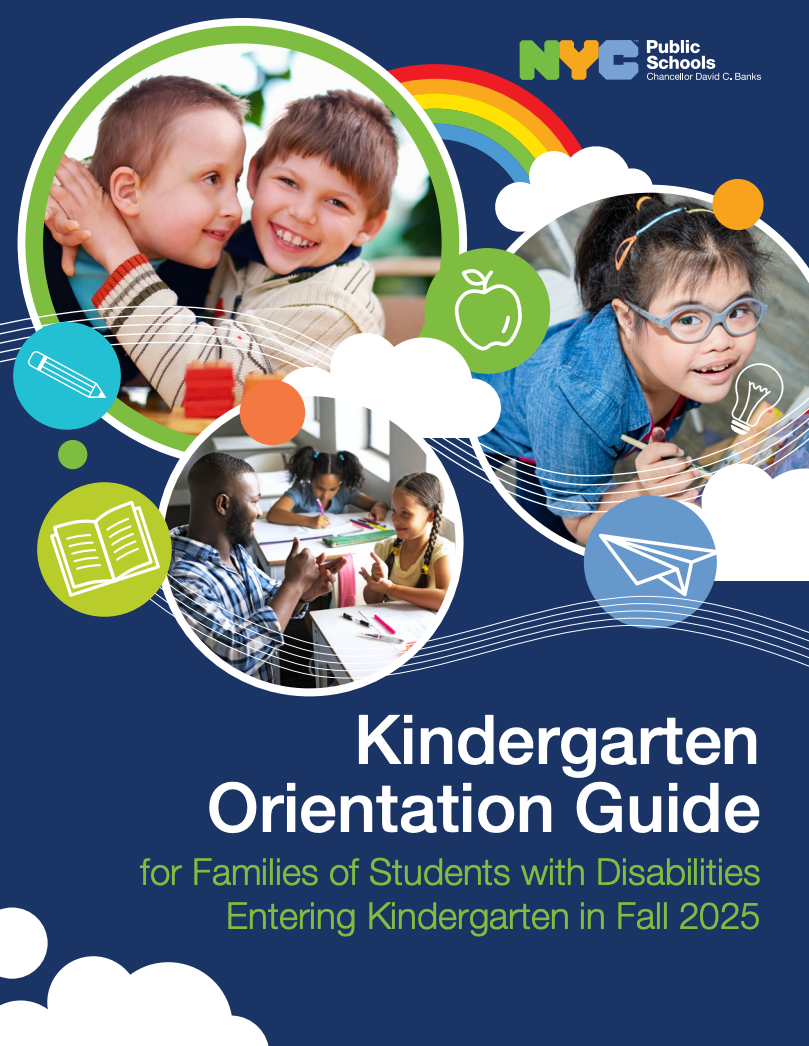 NYC
Public
Schools
Chancellor David C. Banks
Kindergarten
Orientation Guide
for Families of Students with Disabilities
Entering Kindergarten in Fall 2025